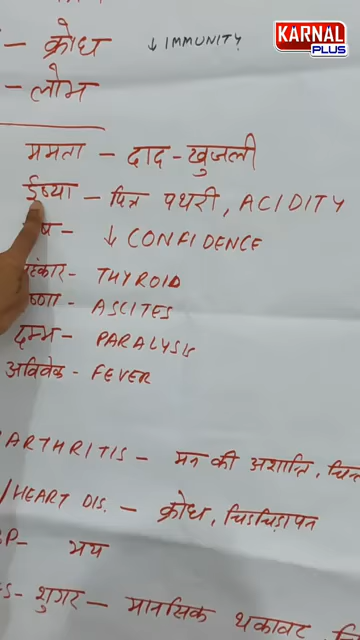 KARNAL
PLUS
– क्रोध ↓ IMMUNITY
– लोभ
ममता – दाद - खुजली
ईर्ष्या – पित्त पथरी, ACIDITY
– ↓ CONFIDENCE
– THYROID
– ASCITES
दम्भ – PARALYSIS
अविवेक – FEVER
ARTHRITIS – मन की अशान्ति,
/HEART DIS. – क्रोध, चिड़चिड़ापन
– भय
शुगर – मानसिक थकावट,